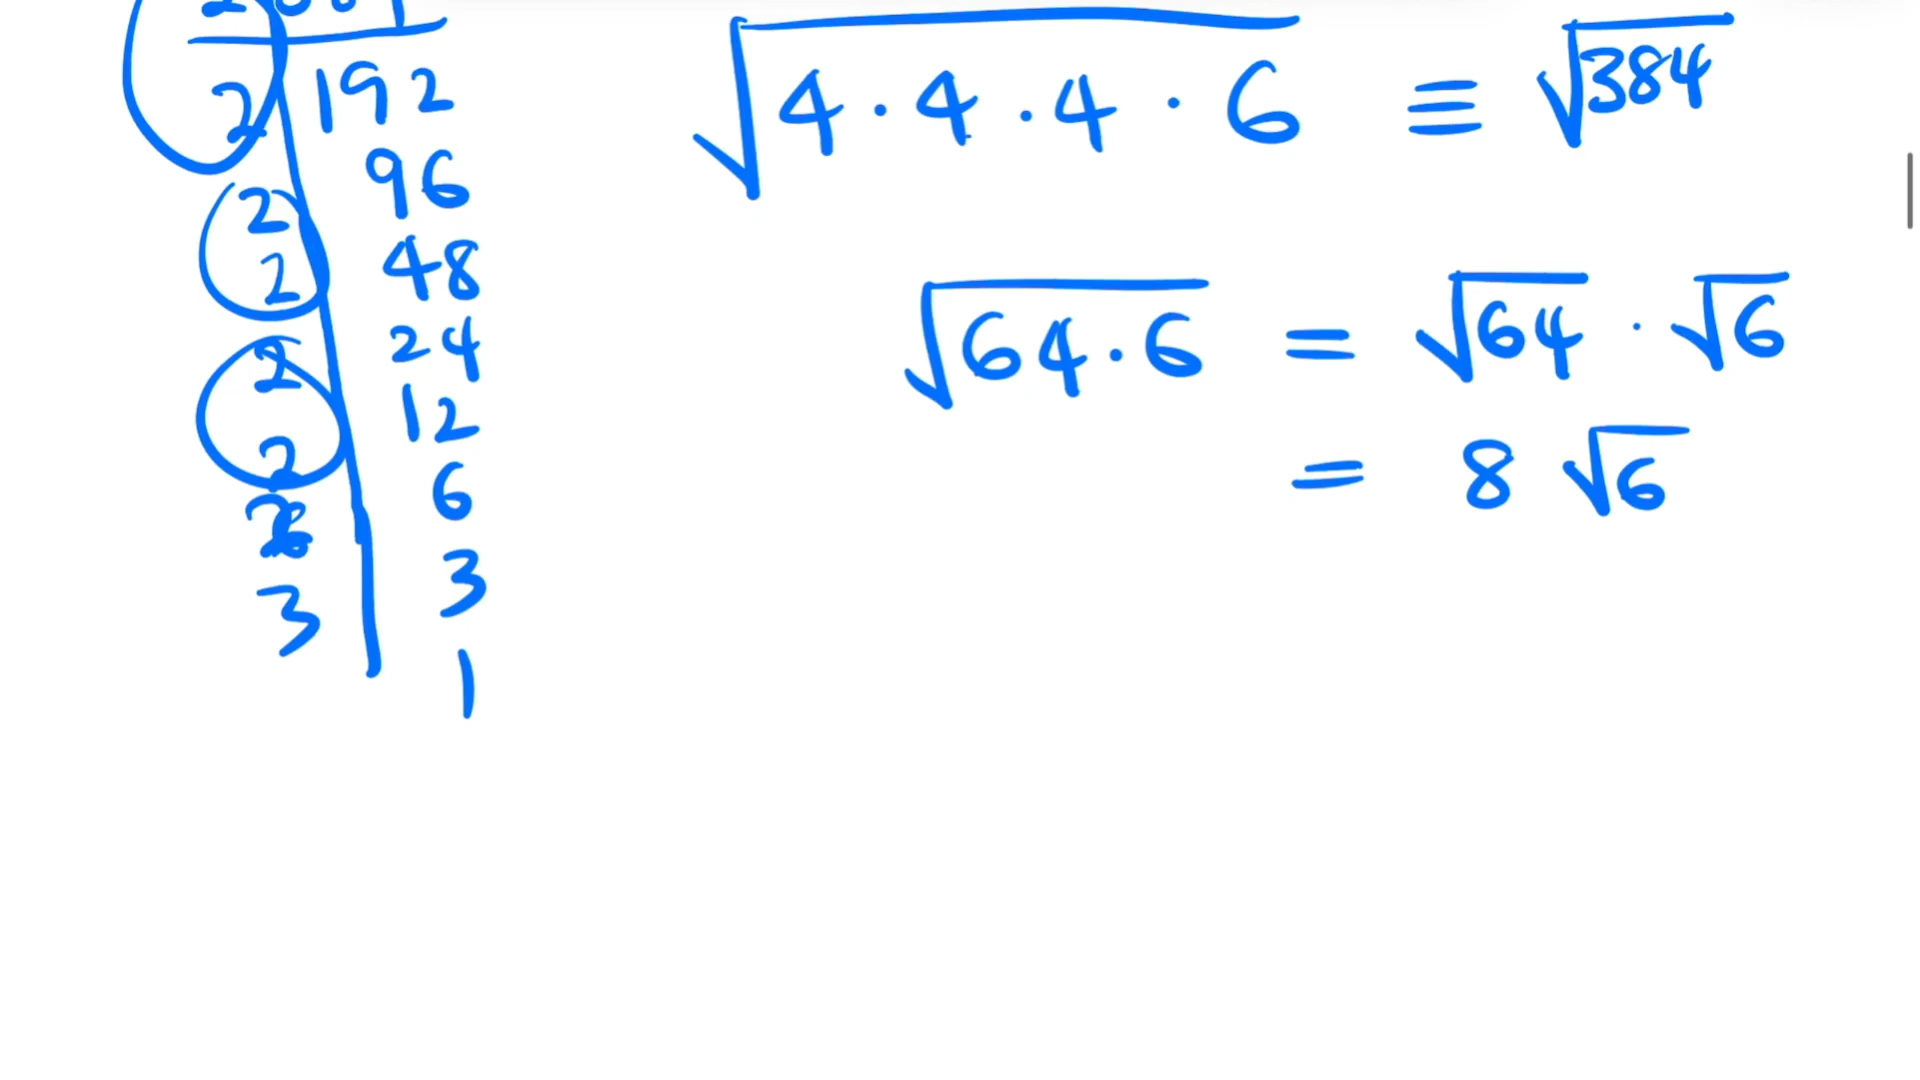 2 | 192
2 | 96
2 | 48
2 | 24
2 | 12
6
3 | 3
1
√4 · 4 · 4 · 6 ≡ √384
√64 · 6 = √64 · √6
= 8 √6